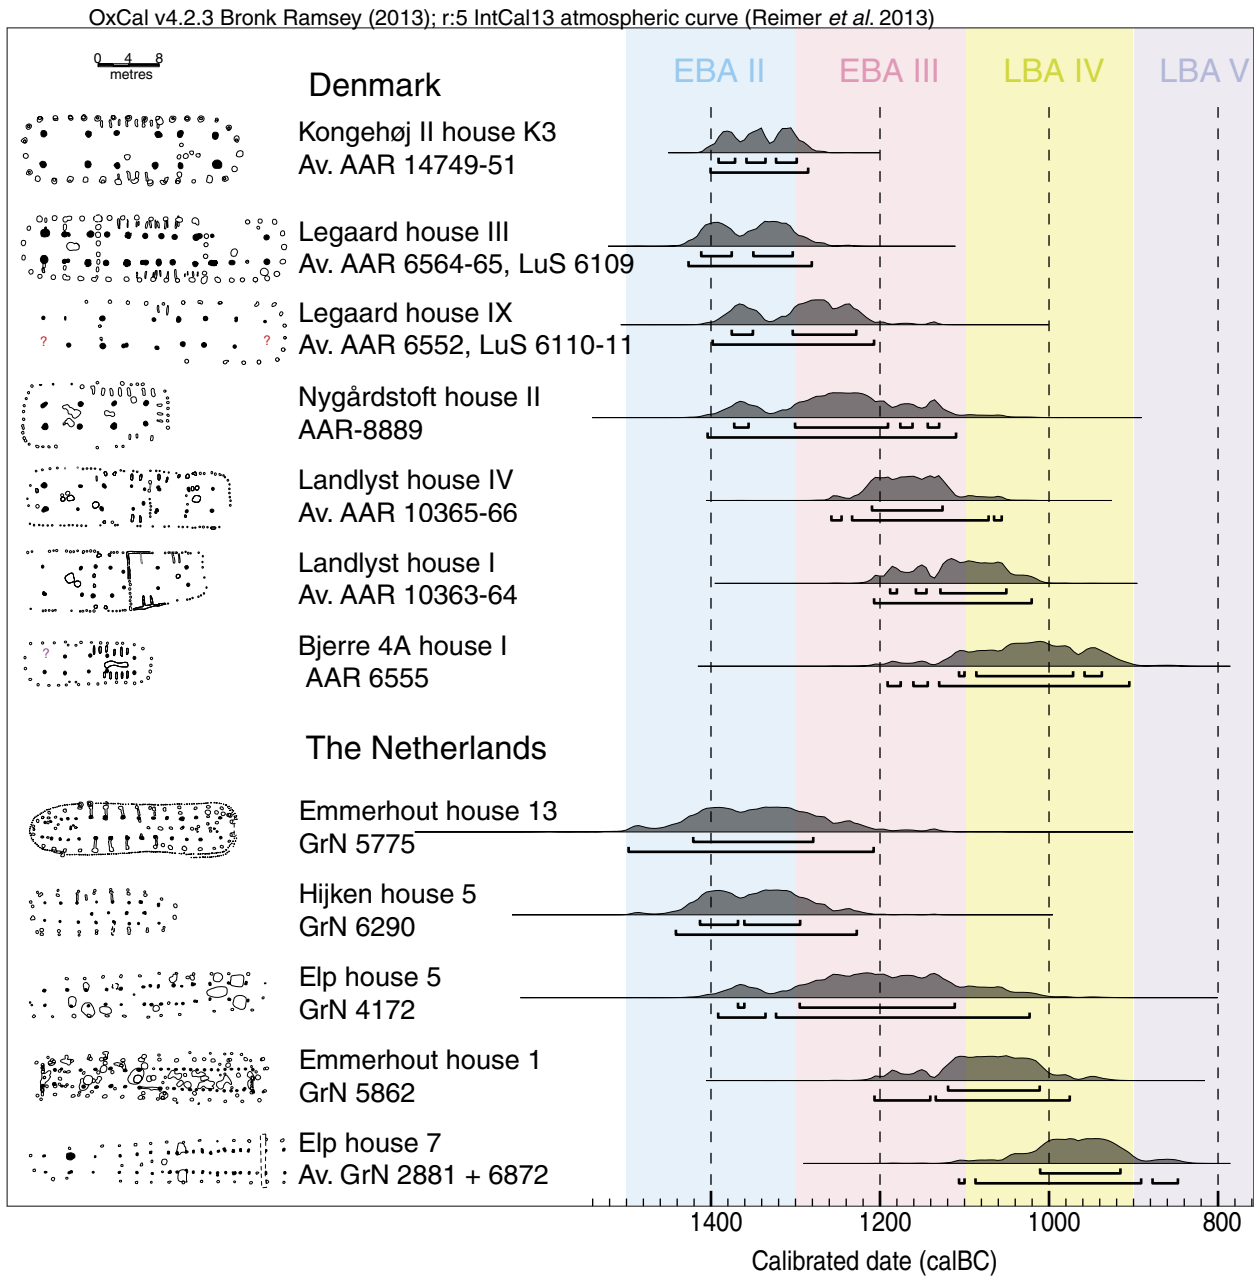 OxCal v4.2.3 Bronk Ramsey (2013); r:5 IntCal13 atmospheric curve (Reimer et al. 2013)
0 4 8
metres
EBA II EBA III LBA IV LBA V
Denmark
Kongehøj II house K3
Av. AAR 14749-51
Legaard house III
Av. AAR 6564-65, LuS 6109
Legaard house IX
? ?
Av. AAR 6552, LuS 6110-11
Nygårdstoft house II
AAR-8889
Landlyst house IV
Av. AAR 10365-66
Landlyst house I
Av. AAR 10363-64
Bjerre 4A house I
?
AAR 6555
The Netherlands
Emmerhout house 13
GrN 5775
Hijken house 5
GrN 6290
Elp house 5
GrN 4172
Emmerhout house 1
GrN 5862
Elp house 7
Av. GrN 2881 + 6872
1400 1200 1000 800
Calibrated date (calBC)